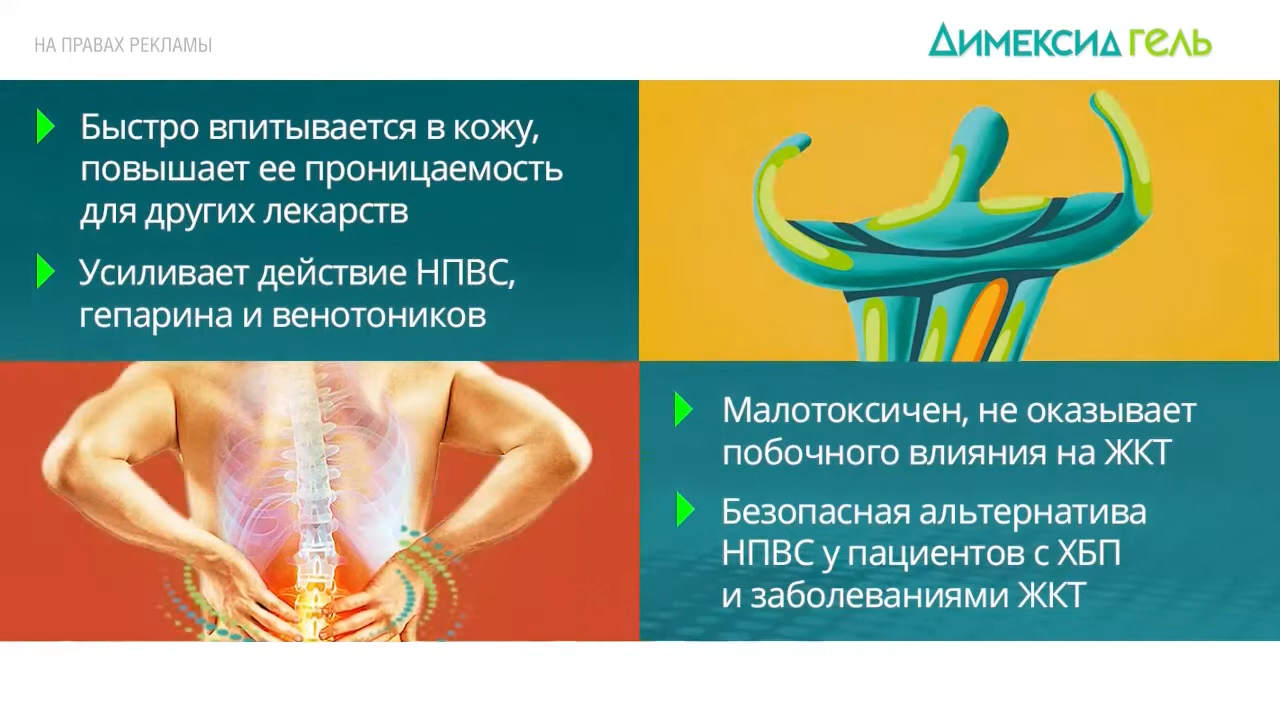 НА ПРАВАХ РЕКЛАМЫ
ДИМЕКСИД ГЕЛЬ
Быстро впитывается в кожу,
повышает ее проницаемость
для других лекарств
Усиливает действие НПВС,
гепарина и венотоников
Малотоксичен, не оказывает
побочного влияния на ЖКТ
Безопасная альтернатива
НПВС у пациентов с ХБП
и заболеваниями ЖКТ